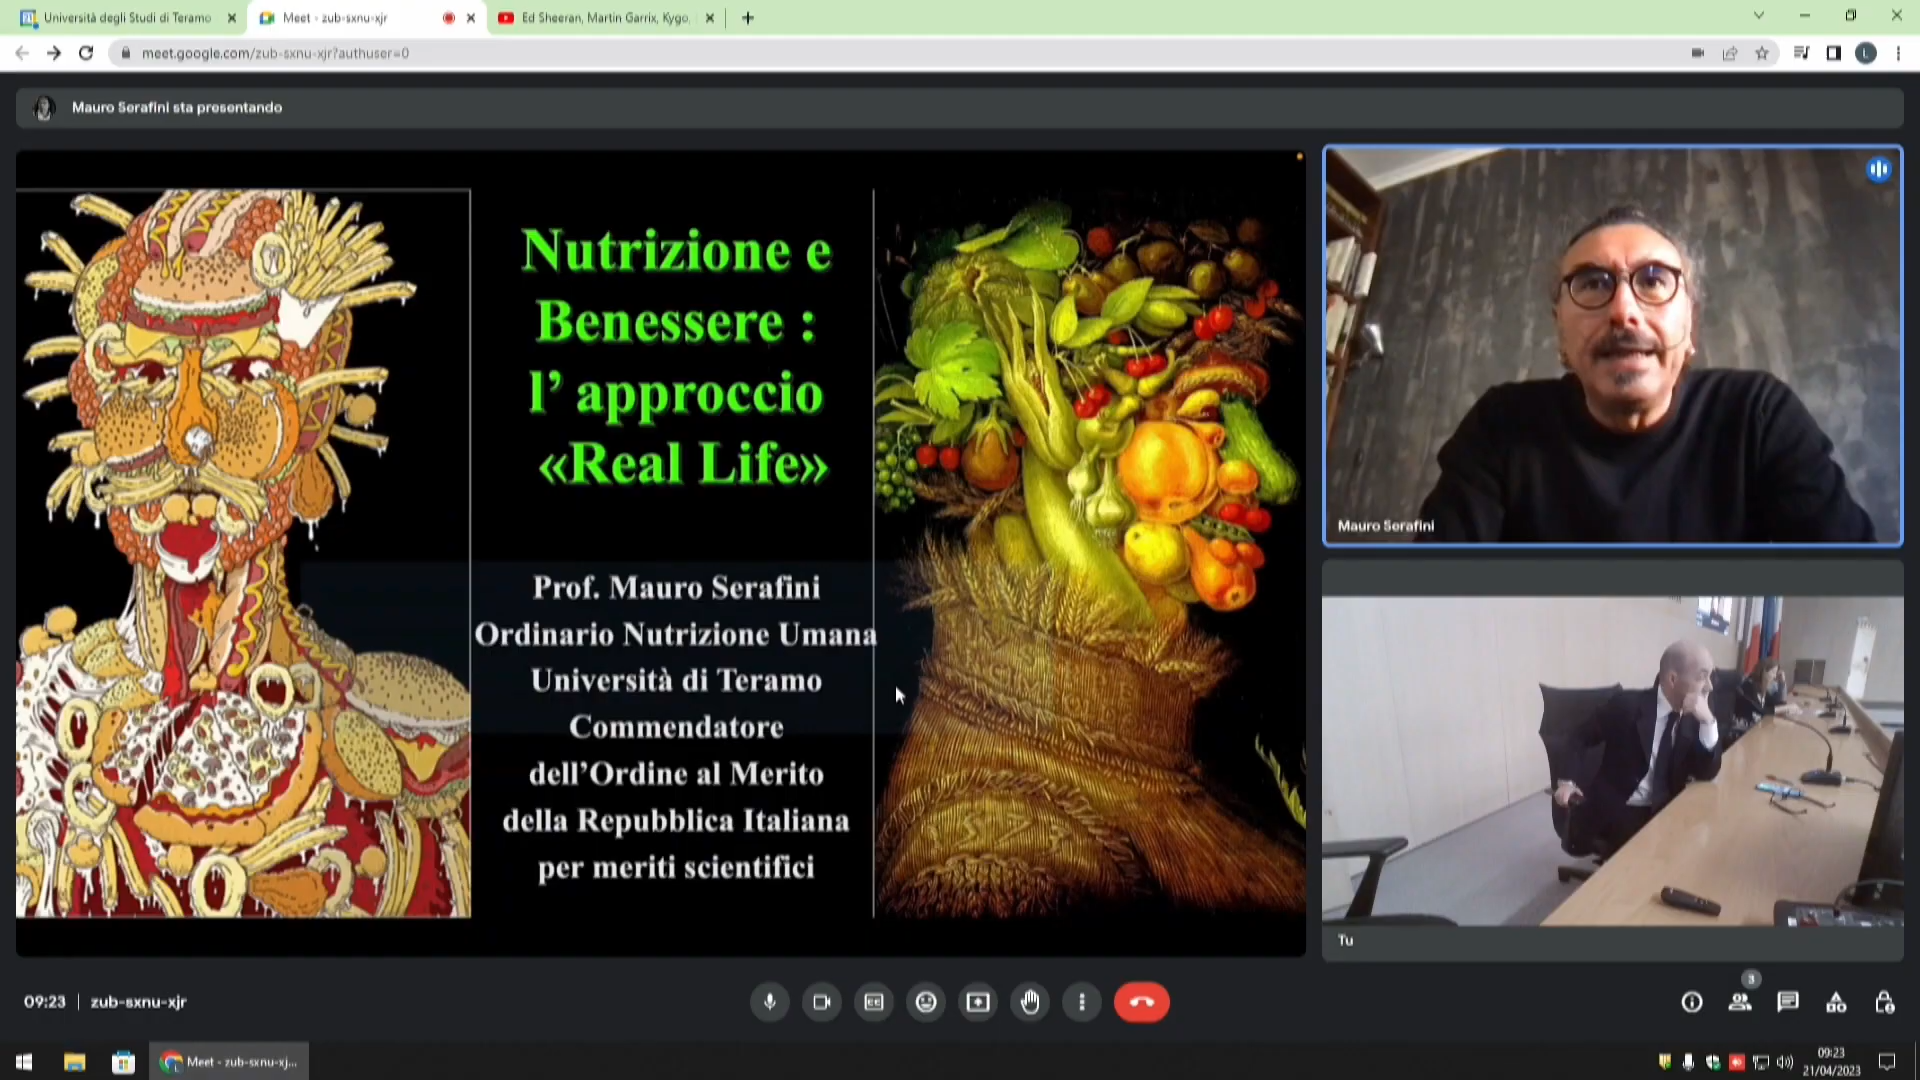 Università degli Studi di Teramo
Meet - zub-sxnu-xjr
Ed Sheeran, Martin Garrix, Kygo,
meet.google.com/zub-sxnu-xjr?authuser=0
L
Mauro Serafini sta presentando
Nutrizione e
Benessere :
l’ approccio
«Real Life»
Prof. Mauro Serafini
Ordinario Nutrizione Umana
Università di Teramo
Commendatore
dell’Ordine al Merito
della Repubblica Italiana
per meriti scientifici
Mauro Serafini
Tu
09:23 | zub-sxnu-xjr
3
Meet - zub-sxnu-xj...
09:23
21/04/2023